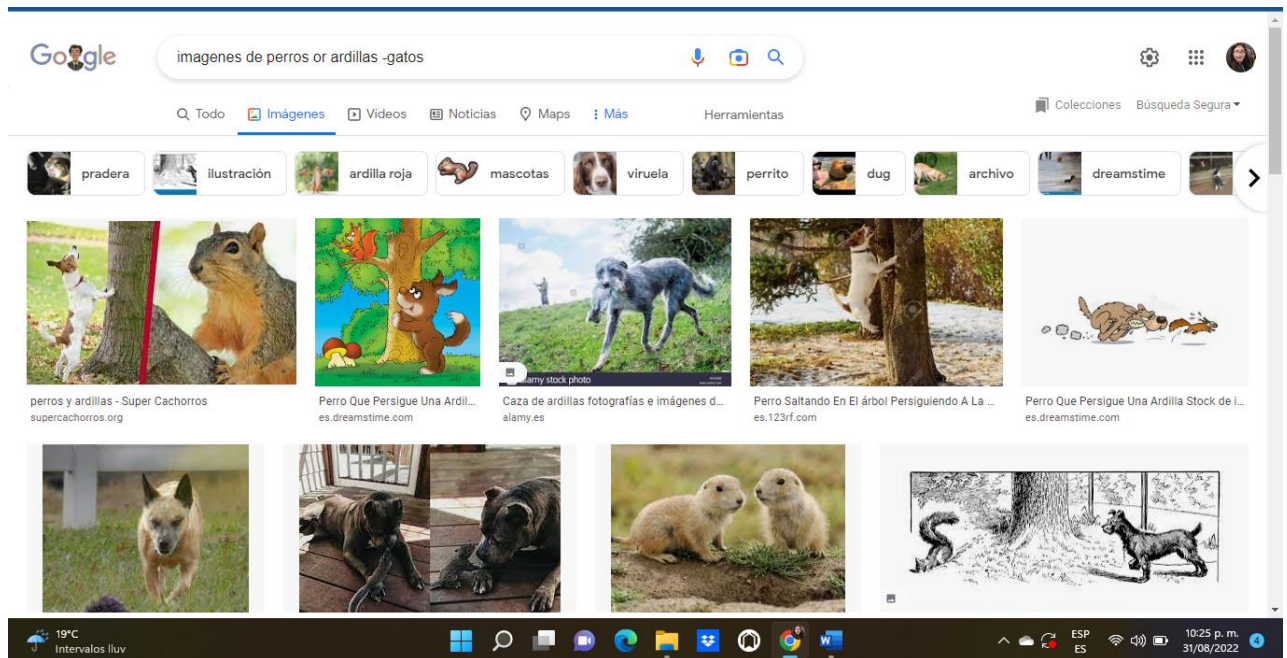 Google
imagenes de perros or ardillas -gatos
Todo
Imágenes
Vídeos
Noticias
Maps
Más
Herramientas
Colecciones
Búsqueda Segura
pradera
ilustración
ardilla roja
mascotas
viruela
perrito
dug
archivo
dreamstime
alamy stock photo
perros y ardillas - Super Cachorros
supercachorros.org
Perro Que Persigue Una Ardil...
es.dreamstime.com
Caza de ardillas fotografías e imágenes d...
alamy.es
Perro Saltando En El árbol Persiguiendo A La ...
es.123rf.com
Perro Que Persigue Una Ardilla Stock de i...
es.dreamstime.com
19°C
Intervalos lluv
ESP
ES
10:25 p. m.
31/08/2022
4